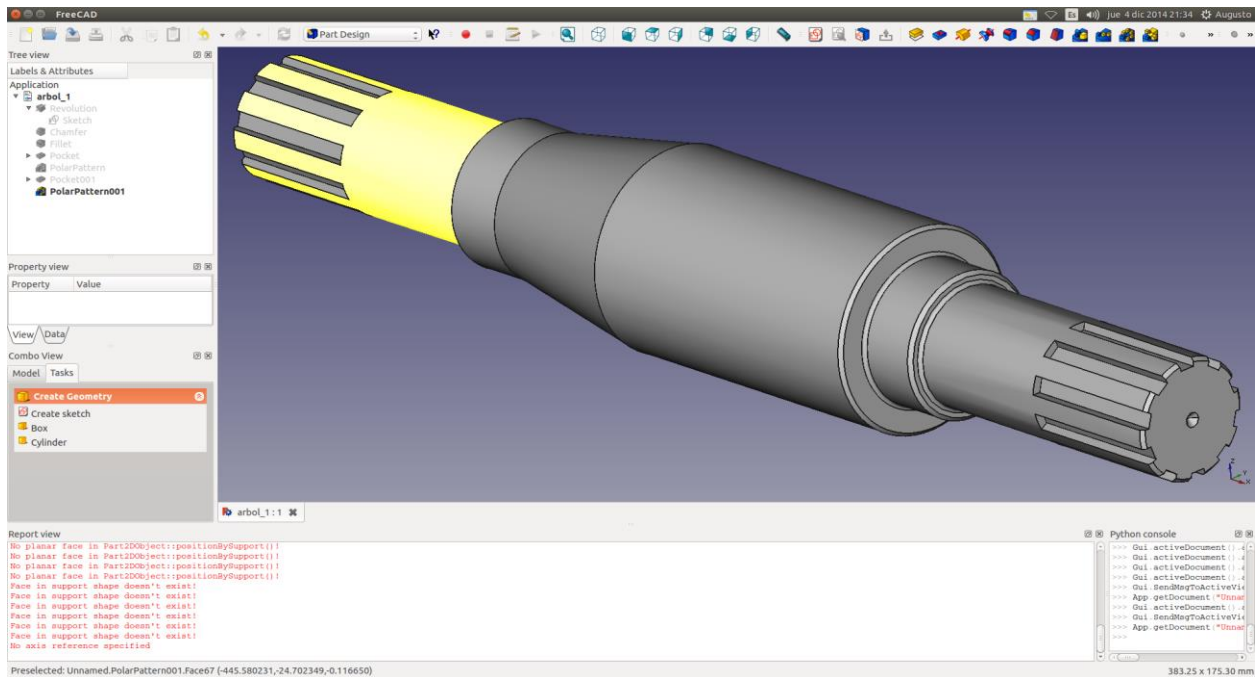 FreeCAD
Es
jue 4 dic 2014 21:34
Augusto
Part Design
Tree view
Labels & Attributes
Application
arbol_1
Revolution
Sketch
Chamfer
Fillet
Pocket
PolarPattern
Pocket001
PolarPattern001
Property view
Property Value
View Data
Combo View
Model Tasks
Create Geometry
Create sketch
Box
Cylinder
Z
Y
X
arbol_1 : 1
Report view
No planar face in Part2DObject::positionBySupport()!
No planar face in Part2DObject::positionBySupport()!
No planar face in Part2DObject::positionBySupport()!
No planar face in Part2DObject::positionBySupport()!
Face in support shape doesn't exist!
Face in support shape doesn't exist!
Face in support shape doesn't exist!
Face in support shape doesn't exist!
Face in support shape doesn't exist!
Face in support shape doesn't exist!
No axis reference specified
Python console
>>> Gui.activeDocument().
>>> Gui.activeDocument().
>>> Gui.activeDocument().
>>> Gui.activeDocument().
>>> Gui.SendMsgToActiveVie
>>> App.getDocument("Unnam
>>> Gui.activeDocument().
>>> Gui.SendMsgToActiveVie
>>> App.getDocument("Unnam
>>>
Preselected: Unnamed.PolarPattern001.Face67 (-445.580231,-24.702349,-0.116650)
383.25 x 175.30 mm